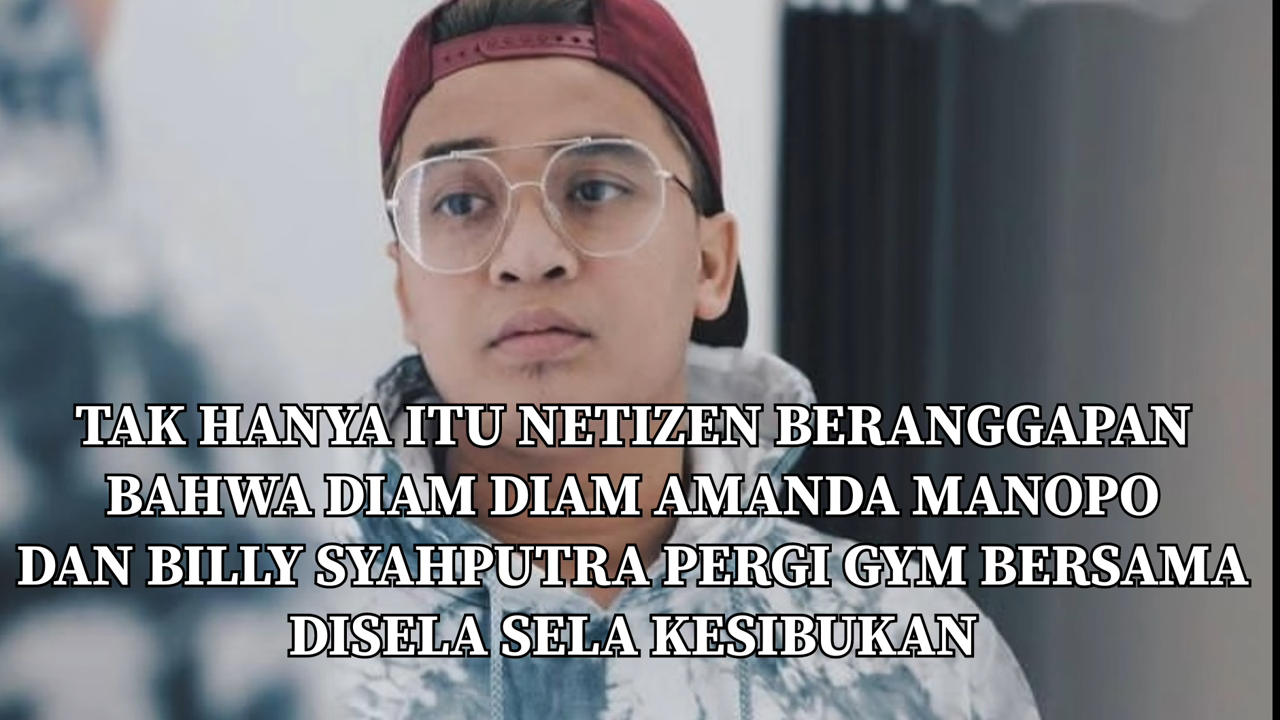 TAK HANYA ITU NETIZEN BERANGGAPAN
BAHWA DIAM DIAM AMANDA MANOPO
DAN BILLY SYAHPUTRA PERGI GYM BERSAMA
DISELA SELA KESIBUKAN